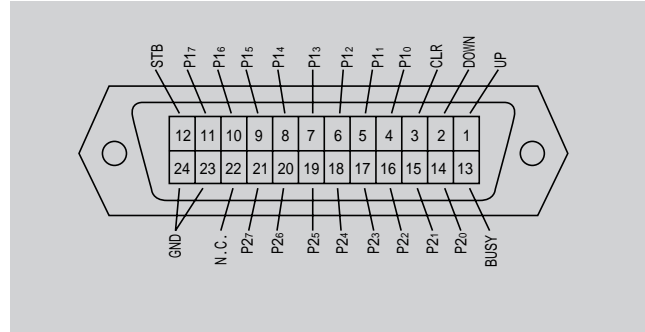 STB P17 P16 P15 P14 P13 P12 P11 P10 CLR DOWN UP
12 11 10 9 8 7 6 5 4 3 2 1
24 23 22 21 20 19 18 17 16 15 14 13
GND N.C. P27 P26 P25 P24 P23 P22 P21 P20 BUSY